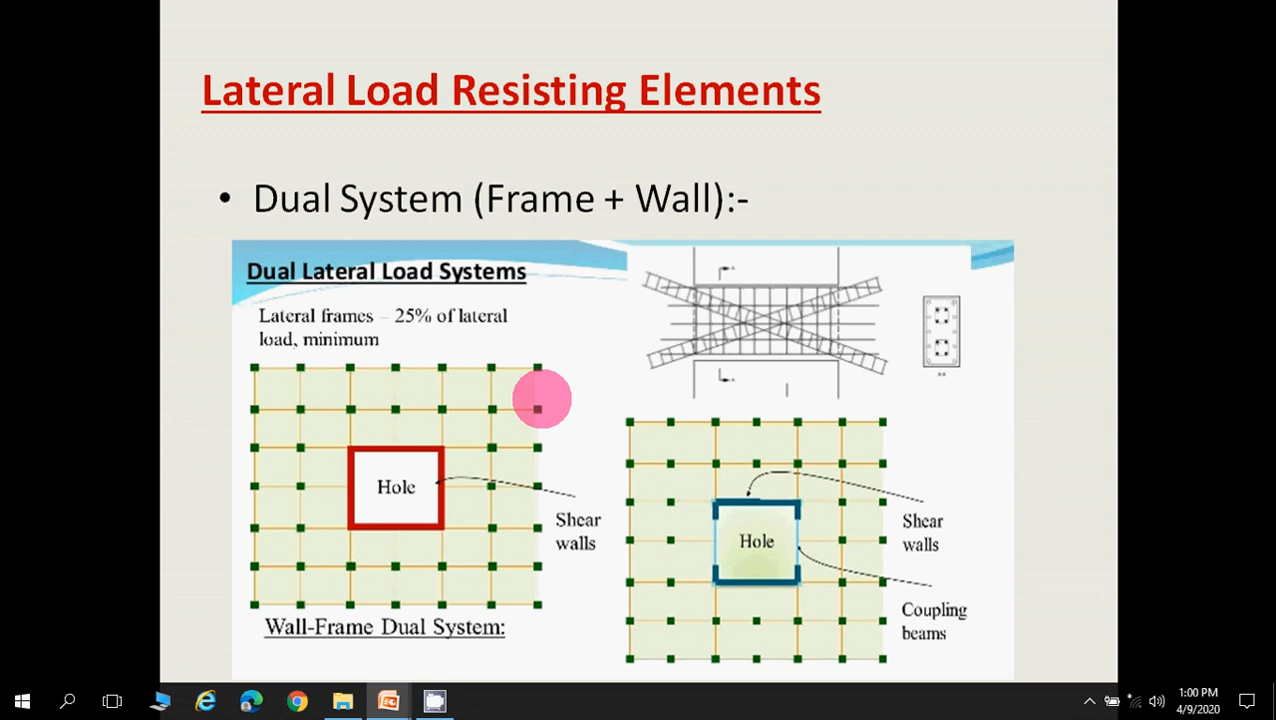 Lateral Load Resisting Elements
• Dual System (Frame + Wall):-
Dual Lateral Load Systems
Lateral frames – 25% of lateral
load, minimum
Hole
Shear
walls
Wall-Frame Dual System:
Hole
Shear
walls
Coupling
beams
1:00 PM
4/9/2020